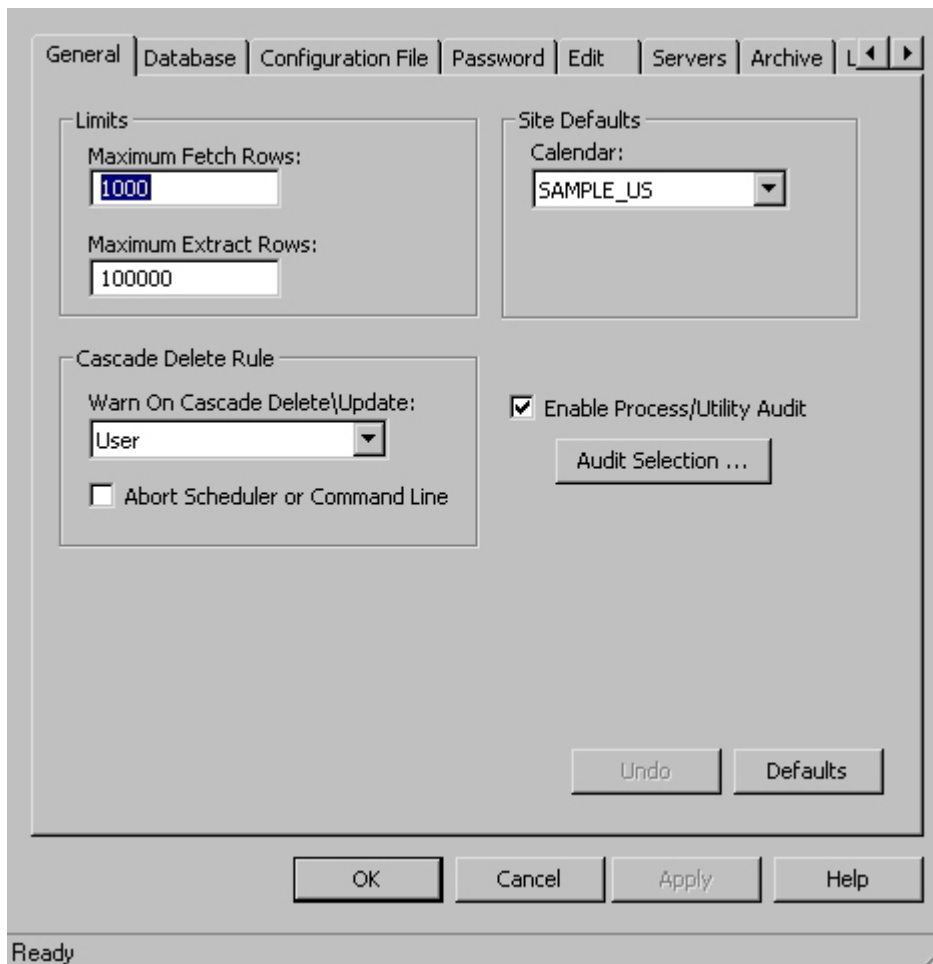 General Database Configuration File Password Edit Servers Archive L
Limits
Maximum Fetch Rows:
1000
Maximum Extract Rows:
100000
Site Defaults
Calendar:
SAMPLE_US
Cascade Delete Rule
Warn On Cascade Delete\Update:
User
Abort Scheduler or Command Line
Enable Process/Utility Audit
Audit Selection ...
Undo Defaults
OK Cancel Apply Help
Ready